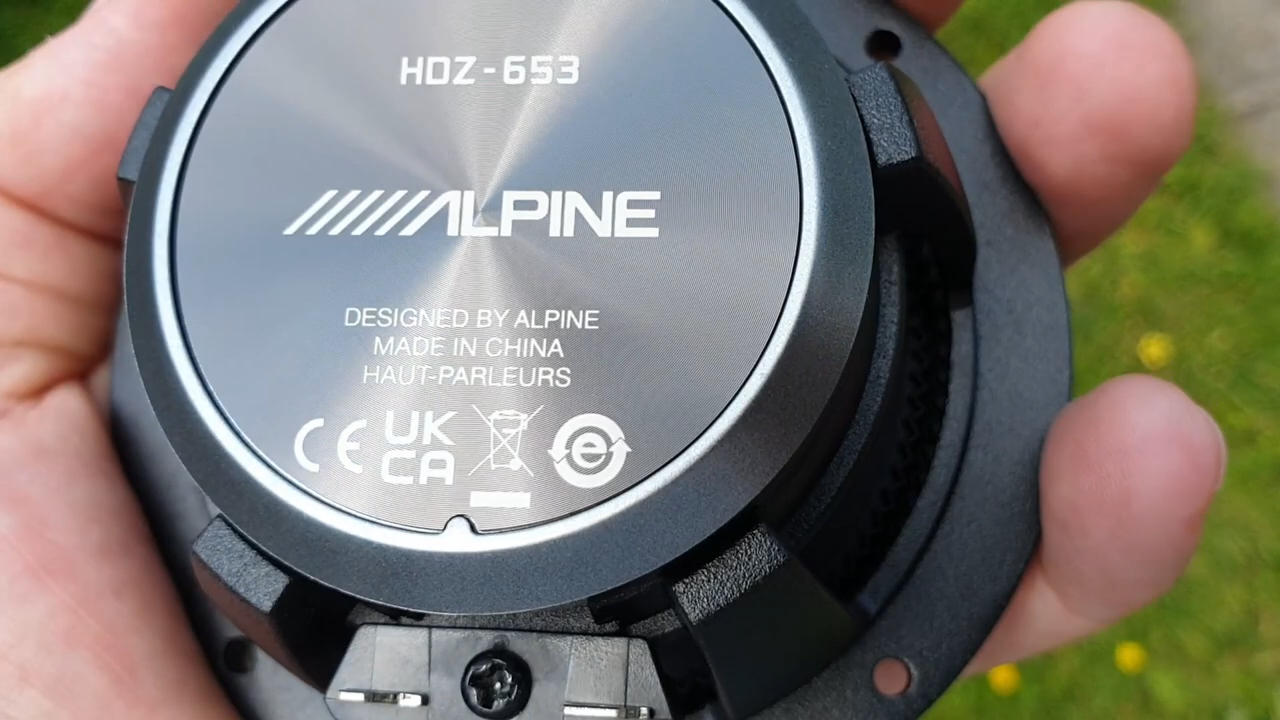 HDZ-653
ALPINE
DESIGNED BY ALPINE
MADE IN CHINA
HAUT-PARLEURS
CE UK CA e